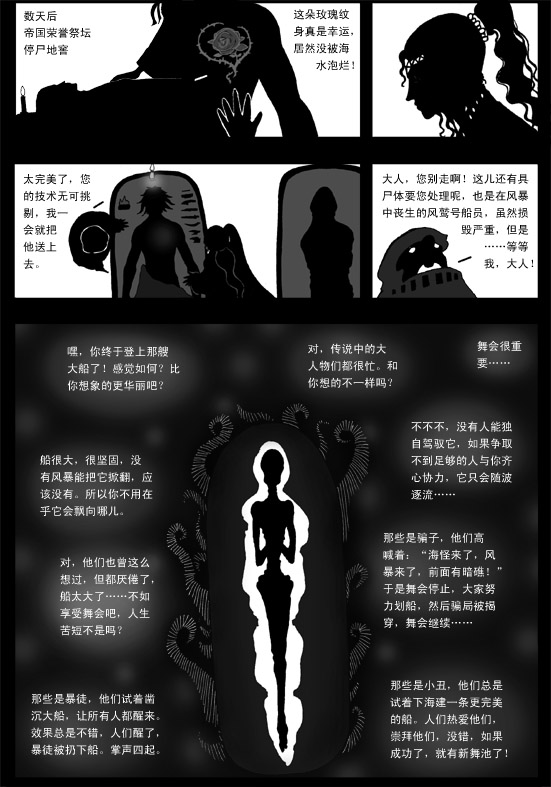 数天后
帝国荣誉祭坛
停尸地窖
这朵玫瑰纹
身真是幸运，
居然没被海
水泡烂！
太完美了，您
的技术无可挑
剔，我一
会就把
他送上
去。
大人，您别走啊！这儿还有具
尸体要您处理呢，也是在风暴
中丧生的风驾号船员，虽然损
毁严重，但是
……等等
我，大人！
嘿，你终于登上那艘
大船了！感觉如何？比
你想象的更华丽吧？
对，传说中的大
人物们都很忙。和
你想的不一样吗？
舞会很重
要……
船很大，很坚固，没
有风暴能把它掀翻，应
该没有。所以你不用在
乎它会飘向哪儿。
不不不，没有人能独
自驾驭它，如果争取
不到足够的人与你齐
心协力，它只会随波
逐流……
对，他们也曾这么
想过，但都厌倦了，
船太大了……不如
享受舞会吧，人生
苦短不是吗？
那些是骗子，他们高
喊着：“海怪来了，风
暴来了，前面有暗礁！”
于是舞会停止，大家努
力划船，然后骗局被揭
穿，舞会继续……
那些是暴徒，他们试着凿
沉大船，让所有人都醒来。
效果总是不错，人们醒了，
暴徒被扔下船。掌声四起。
那些是小丑，他们总是
试着下海建一条更完美
的船。人们热爱他们，
崇拜他们，没错，如果
成功了，就有新舞池了！